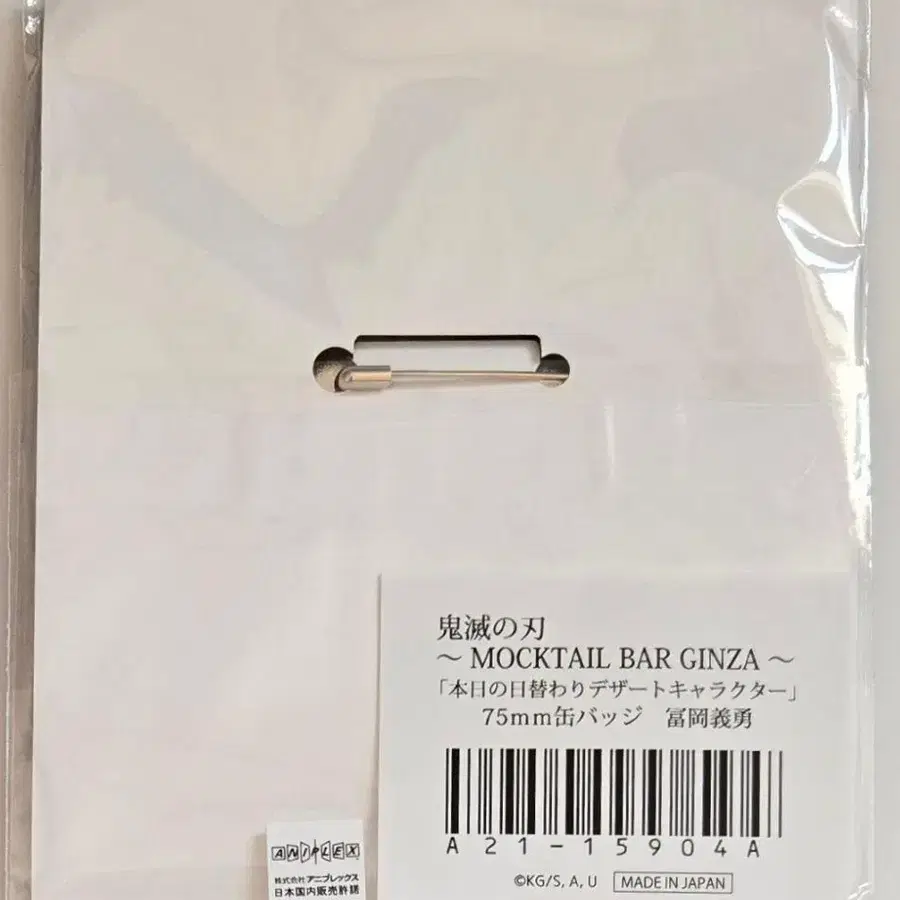 鬼滅の刃
～ MOCKTAIL BAR GINZA ～
「本日の日替わりデザートキャラクター」
75mm缶バッジ　冨岡義勇
A21-15904A
©KG/S, A, U　MADE IN JAPAN
ANIPLEX
株式会社 アニプレックス
日本国内販売許諾